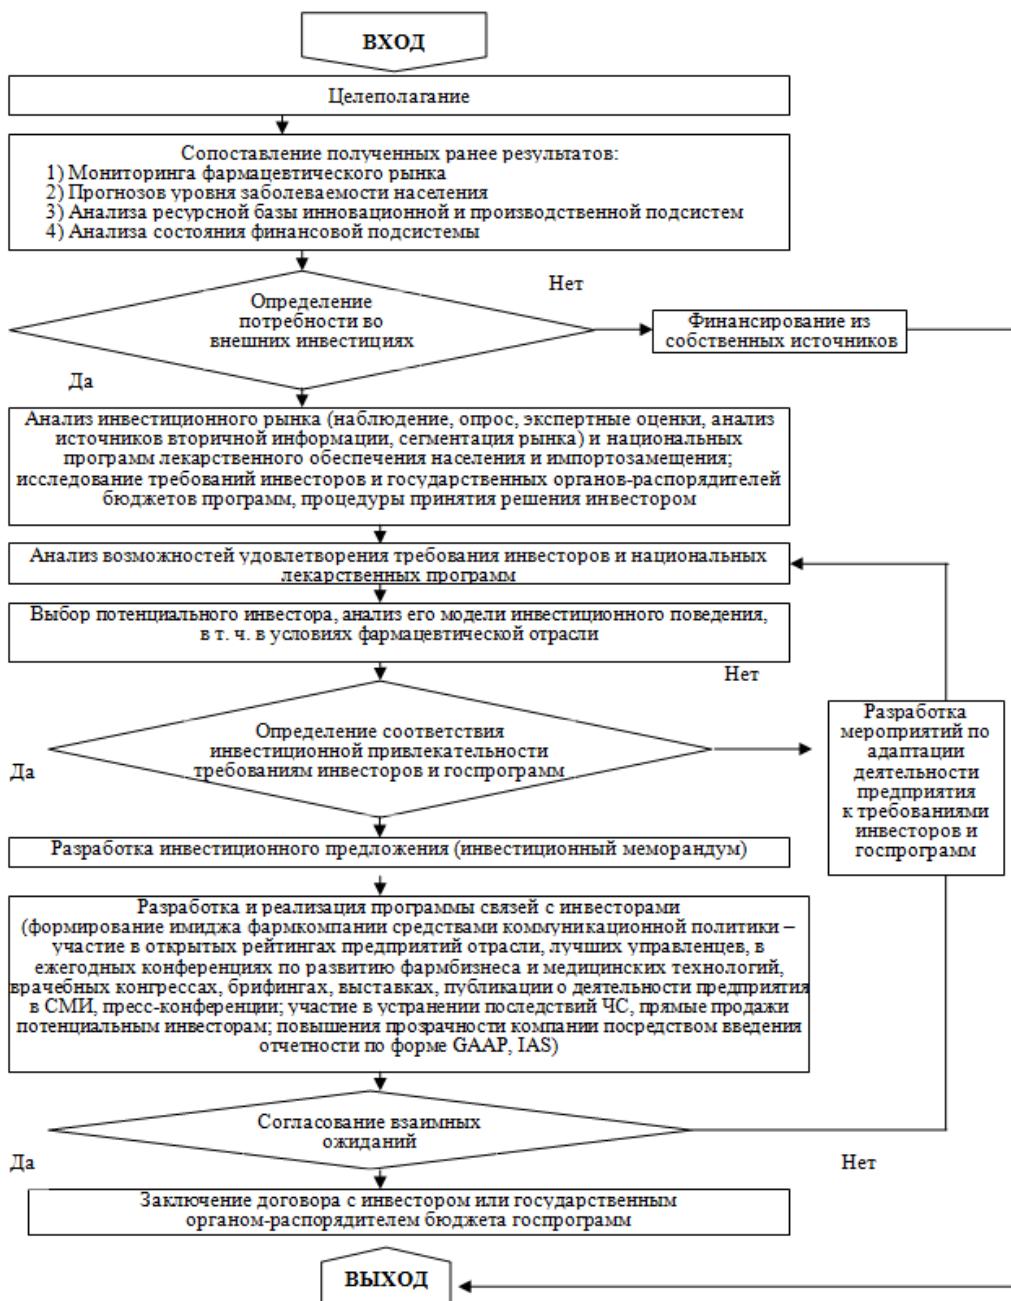 ВХОД
Целеполагание
Сопоставление полученных ранее результатов:
1) Мониторинга фармацевтического рынка
2) Прогнозов уровня заболеваемости населения
3) Анализа ресурсной базы инновационной и производственной подсистем
4) Анализа состояния финансовой подсистемы
Нет
Определение
потребности во
внешних инвестициях
Финансирование из
собственных источников
Да
Анализ инвестиционного рынка (наблюдение, опрос, экспертные оценки, анализ
источников вторичной информации, сегментация рынка) и национальных
программ лекарственного обеспечения населения и импортозамещения;
исследование требований инвесторов и государственных органов-распорядителей
бюджетов программ, процедуры принятия решения инвестором
Анализ возможностей удовлетворения требования инвесторов и национальных
лекарственных программ
Выбор потенциального инвестора, анализ его модели инвестиционного поведения,
в т. ч. в условиях фармацевтической отрасли
Нет
Определение соответствия
инвестиционной привлекательности
требованиям инвесторов и госпрограмм
Да
Разработка
мероприятий по
адаптации
деятельности
предприятия
к требованиями
инвесторов и
госпрограмм
Разработка инвестиционного предложения (инвестиционный меморандум)
Разработка и реализация программы связей с инвесторами
(формирование имиджа фармкомпании средствами коммуникационной политики –
участие в открытых рейтингах предприятий отрасли, лучших управленцев, в
ежегодных конференциях по развитию фармбизнеса и медицинских технологий,
врачебных конгрессах, брифингах, выставках, публикации о деятельности предприятия
в СМИ, пресс-конференции; участие в устранении последствий ЧС, прямые продажи
потенциальным инвесторам; повышения прозрачности компании посредством введения
отчетности по форме GAAP, IAS)
Согласование взаимных
ожиданий
Да
Нет
Заключение договора с инвестором или государственным
органом-распорядителем бюджета госпрограмм
ВЫХОД